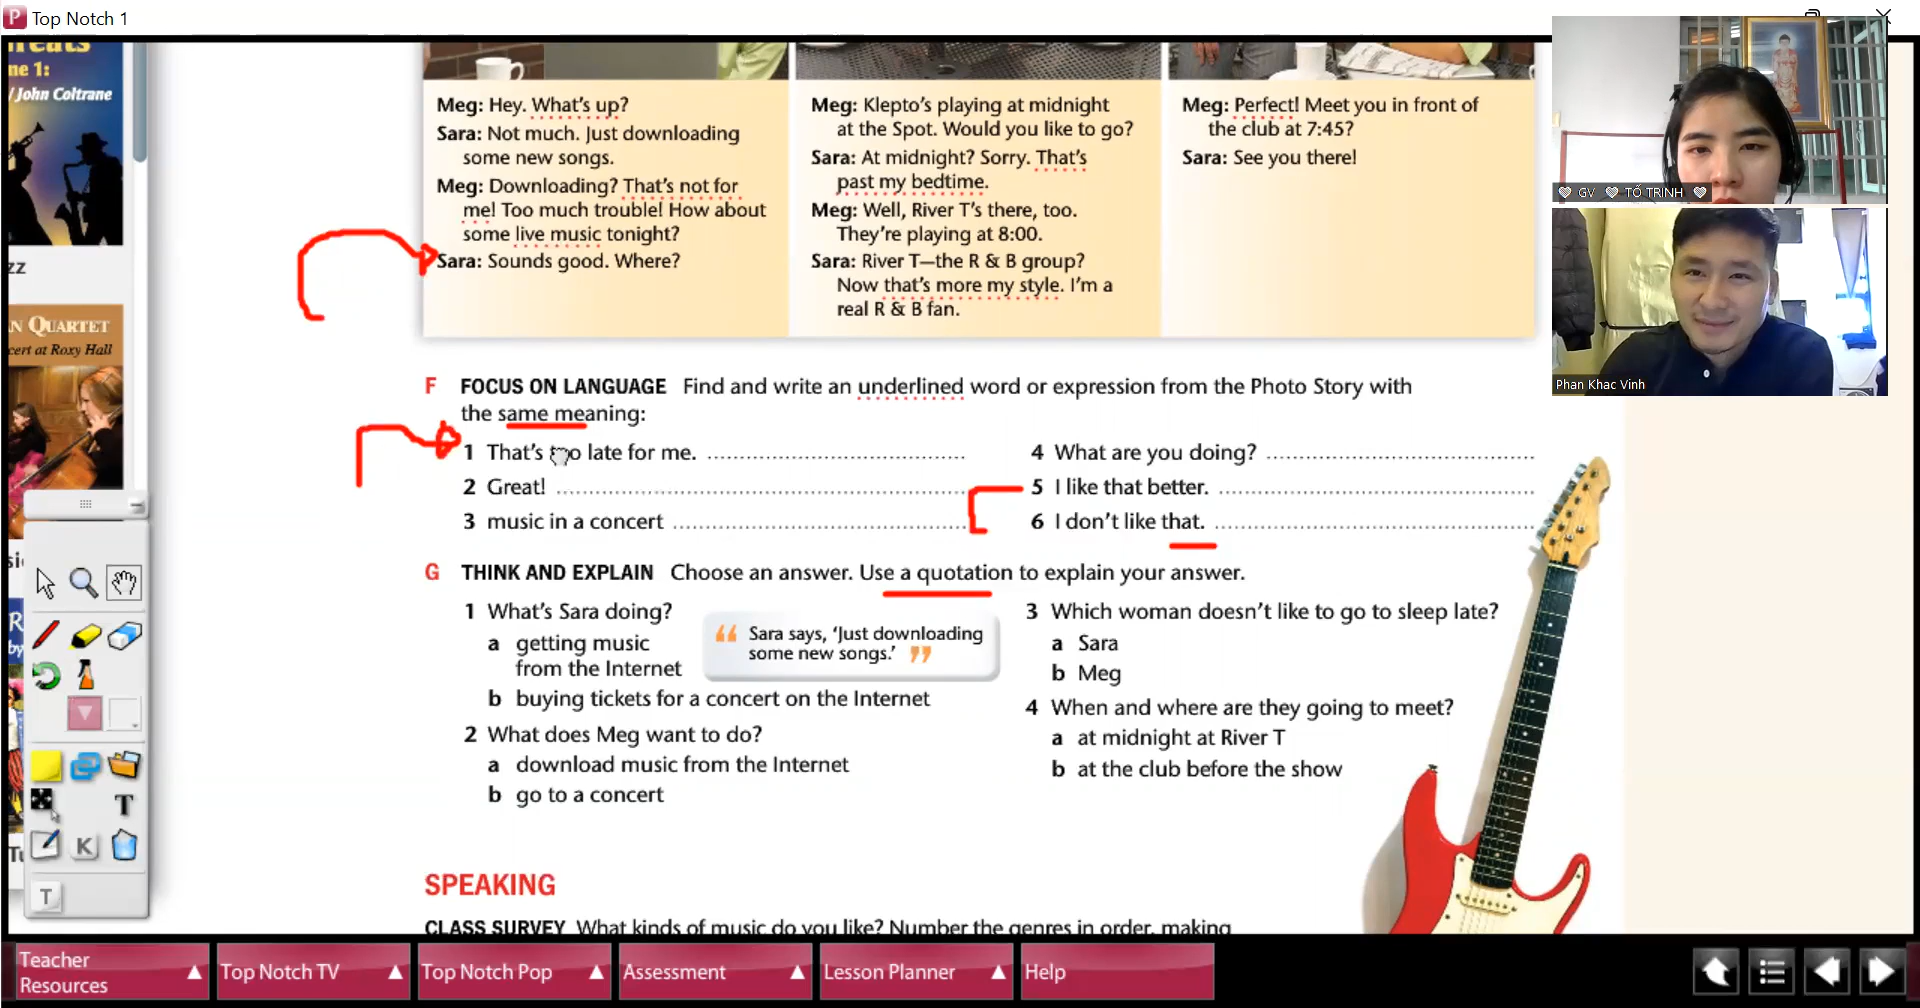 Top Notch 1
reats
ne 1:
/ John Coltrane
zz
N QUARTET
cert at Roxy Hall
Meg: Hey. What's up?
Sara: Not much. Just downloading
some new songs.
Meg: Downloading? That's not for
me! Too much trouble! How about
some live music tonight?
Sara: Sounds good. Where?
Meg: Klepto's playing at midnight
at the Spot. Would you like to go?
Sara: At midnight? Sorry. That's
past my bedtime.
Meg: Well, River T's there, too.
They're playing at 8:00.
Sara: River T—the R & B group?
Now that's more my style. I'm a
real R & B fan.
Meg: Perfect! Meet you in front of
the club at 7:45?
Sara: See you there!
GV TỐ TRINH
Phan Khac Vinh
F FOCUS ON LANGUAGE Find and write an underlined word or expression from the Photo Story with
the same meaning:
1 That's too late for me.
2 Great!
3 music in a concert
4 What are you doing?
5 I like that better.
6 I don't like that.
G THINK AND EXPLAIN Choose an answer. Use a quotation to explain your answer.
1 What's Sara doing?
a getting music
from the Internet
b buying tickets for a concert on the Internet
“ Sara says, ‘Just downloading
some new songs.’ ”
2 What does Meg want to do?
a download music from the Internet
b go to a concert
3 Which woman doesn't like to go to sleep late?
a Sara
b Meg
4 When and where are they going to meet?
a at midnight at River T
b at the club before the show
SPEAKING
CLASS SURVEY What kinds of music do you like? Number the genres in order, making
T
K
T
Teacher
Resources
Top Notch TV
Top Notch Pop
Assessment
Lesson Planner
Help